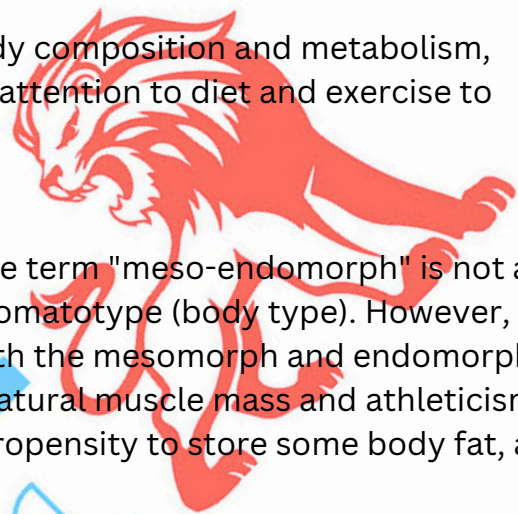 dy composition and metabolism,
attention to diet and exercise to
e term "meso-endomorph" is not a
omatotype (body type). However,
th the mesomorph and endomorph
atural muscle mass and athleticism
ropensity to store some body fat, a